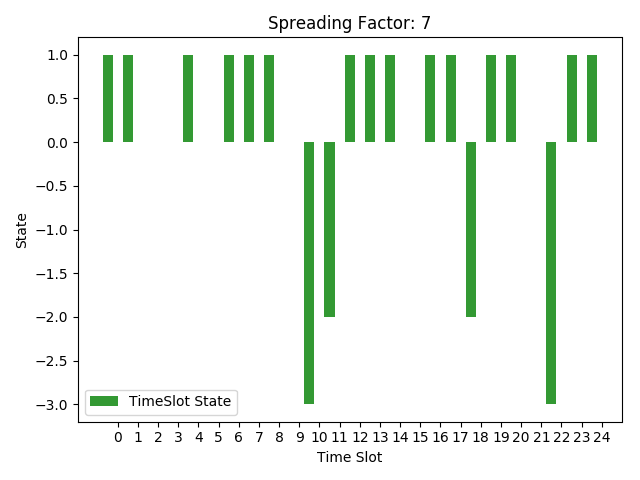 Spreading Factor: 7
1.0
0.5
0.0
−0.5
−1.0
−1.5
−2.0
−2.5
−3.0
State
TimeSlot State
0 1 2 3 4 5 6 7 8 9 10 11 12 13 14 15 16 17 18 19 20 21 22 23 24
Time Slot